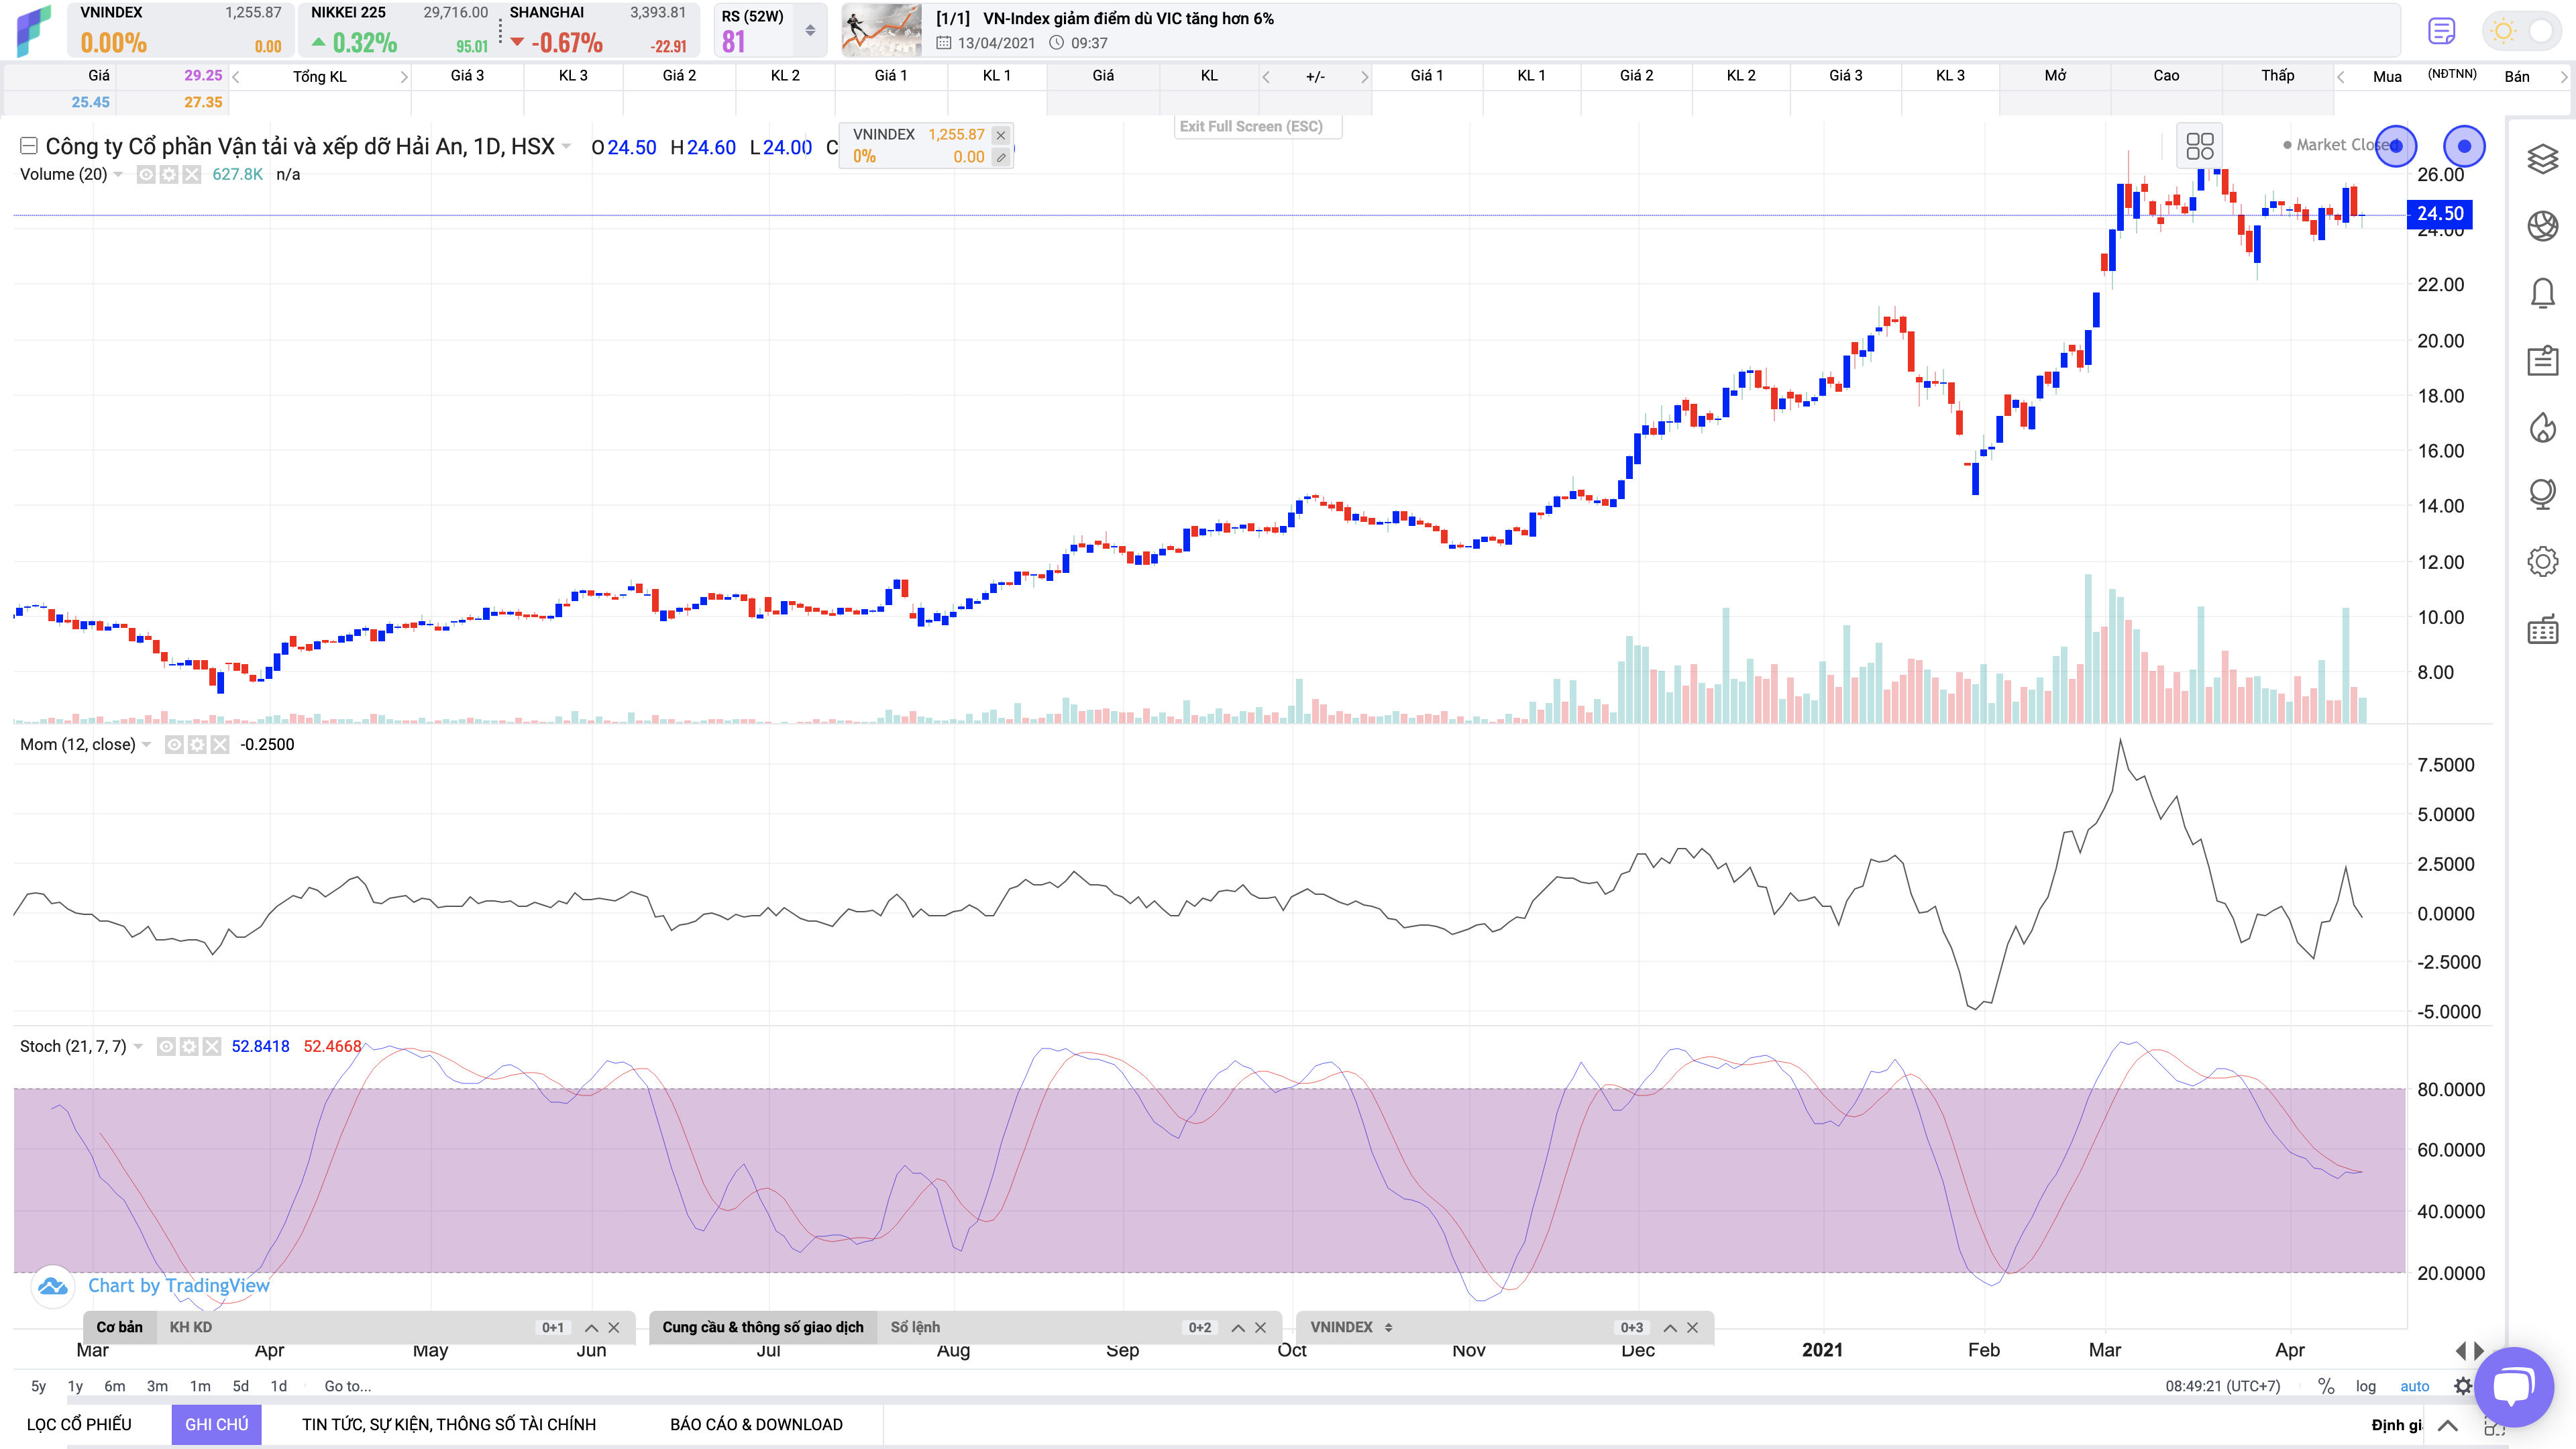 VNINDEX 1,255.87 NIKKEI 225 29,716.00 SHANGHAI 3,393.81 RS (52W) [1/1] VN-Index giảm điểm dù VIC tăng hơn 6%
0.00% 0.00 0.32% 95.01 -0.67% -22.91 81 13/04/2021 09:37
Giá 29.25 Tổng KL Giá 3 KL 3 Giá 2 KL 2 Giá 1 KL 1 Giá KL +/- Giá 1 KL 1 Giá 2 KL 2 Giá 3 KL 3 Mở Cao Thấp Mua (NĐTNN) Bán
25.45 27.35
Exit Full Screen (ESC)
Công ty Cổ phần Vận tải và xếp dỡ Hải An, 1D, HSX O24.50 H24.60 L24.00 C
VNINDEX 1,255.87
0% 0.00
Market Closed
Volume (20) 627.8K n/a
26.00
24.50
24.00
22.00
20.00
18.00
16.00
14.00
12.00
10.00
8.00
Mom (12, close) -0.2500
7.5000
5.0000
2.5000
0.0000
-2.5000
-5.0000
Stoch (21, 7, 7) 52.8418 52.4668
80.0000
60.0000
40.0000
20.0000
Chart by TradingView
Cơ bản KH KD 0+1 Cung cầu & thông số giao dịch Sổ lệnh 0+2 VNINDEX 0+3
Mar Apr May Jun Jul Aug Sep Oct Nov Dec 2021 Feb Mar Apr
5y 1y 6m 3m 1m 5d 1d Go to... 08:49:21 (UTC+7) % log auto
LỌC CỔ PHIẾU GHI CHÚ TIN TỨC, SỰ KIỆN, THÔNG SỐ TÀI CHÍNH BÁO CÁO & DOWNLOAD Định gi